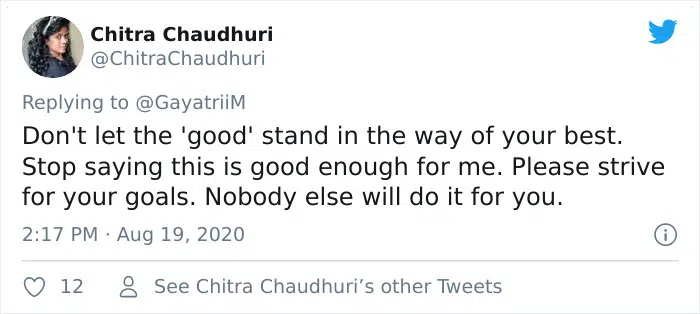 Chitra Chaudhuri
@ChitraChaudhuri
Replying to @GayatriiM
Don't let the 'good' stand in the way of your best.
Stop saying this is good enough for me. Please strive
for your goals. Nobody else will do it for you.
2:17 PM · Aug 19, 2020
12 See Chitra Chaudhuri’s other Tweets